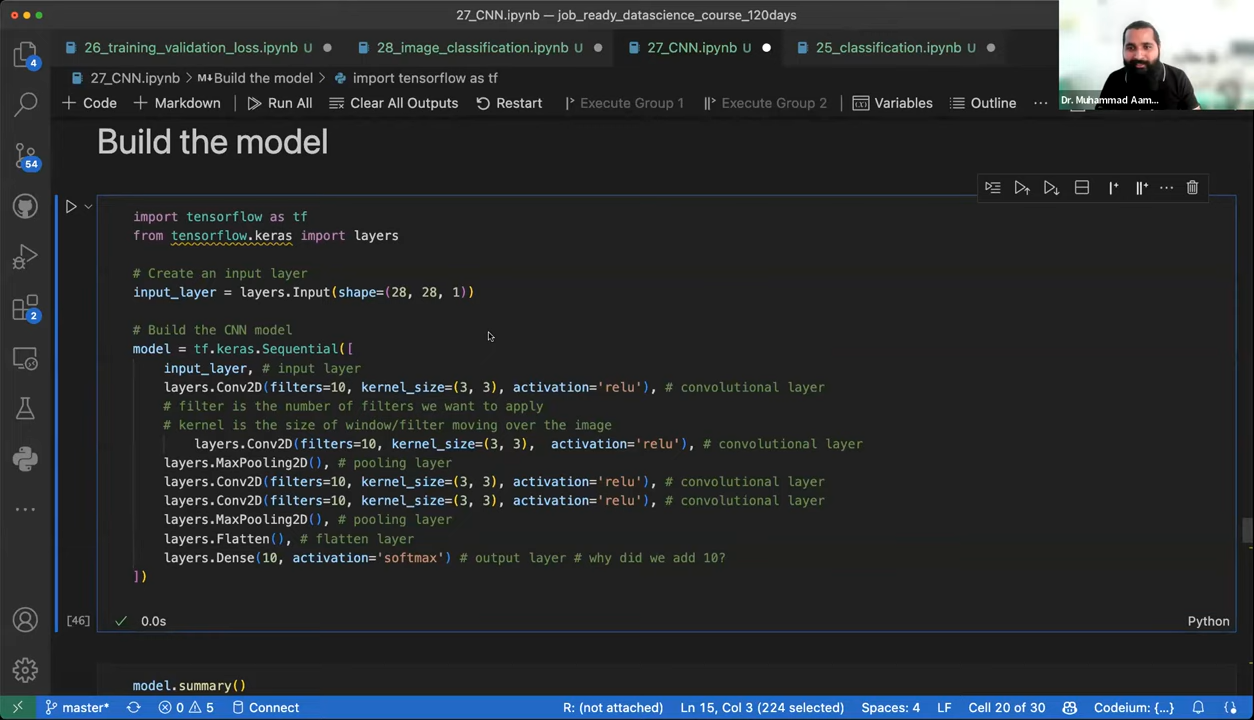 27_CNN.ipynb — job_ready_datascience_course_120days
26_training_validation_loss.ipynb U
28_image_classification.ipynb U
27_CNN.ipynb U
25_classification.ipynb U
27_CNN.ipynb > M↓Build the model > import tensorflow as tf
+ Code + Markdown Run All Clear All Outputs Restart Execute Group 1 Execute Group 2 Variables Outline ...
Dr. Muhammad Aam...
4
54
2
Build the model
import tensorflow as tf
from tensorflow.keras import layers
# Create an input layer
input_layer = layers.Input(shape=(28, 28, 1))
# Build the CNN model
model = tf.keras.Sequential([
input_layer, # input layer
layers.Conv2D(filters=10, kernel_size=(3, 3), activation='relu'), # convolutional layer
# filter is the number of filters we want to apply
# kernel is the size of window/filter moving over the image
layers.Conv2D(filters=10, kernel_size=(3, 3),  activation='relu'), # convolutional layer
layers.MaxPooling2D(), # pooling layer
layers.Conv2D(filters=10, kernel_size=(3, 3), activation='relu'), # convolutional layer
layers.Conv2D(filters=10, kernel_size=(3, 3), activation='relu'), # convolutional layer
layers.MaxPooling2D(), # pooling layer
layers.Flatten(), # flatten layer
layers.Dense(10, activation='softmax') # output layer # why did we add 10?
])
[46] 0.0s Python
model.summary()
master* 0 5 Connect R: (not attached) Ln 15, Col 3 (224 selected) Spaces: 4 LF Cell 20 of 30 Codeium: {...}